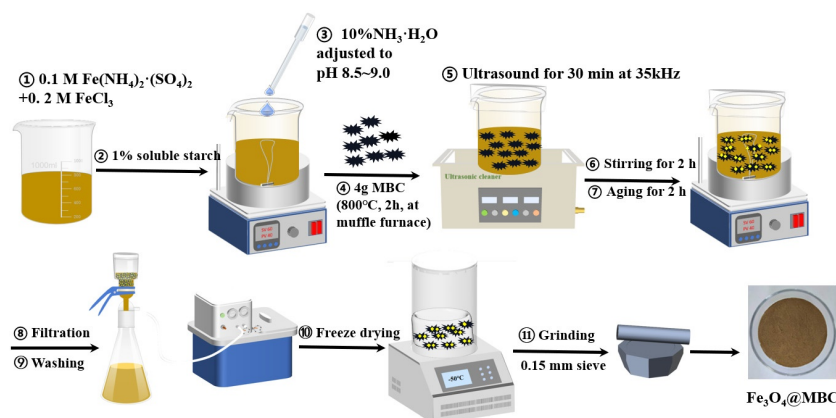 ① 0.1 M Fe(NH₄)₂·(SO₄)₂
+0. 2 M FeCl₃
1000ml
② 1% soluble starch
③ 10%NH₃·H₂O
adjusted to
pH 8.5~9.0
④ 4g MBC
(800℃, 2h, at
muffle furnace)
⑤ Ultrasound for 30 min at 35kHz
Ultrasonic cleaner
⑥ Stirring for 2 h
⑦ Aging for 2 h
⑧ Filtration
⑨ Washing
⑩ Freeze drying
-50℃
⑪ Grinding
0.15 mm sieve
Fe₃O₄@MBC